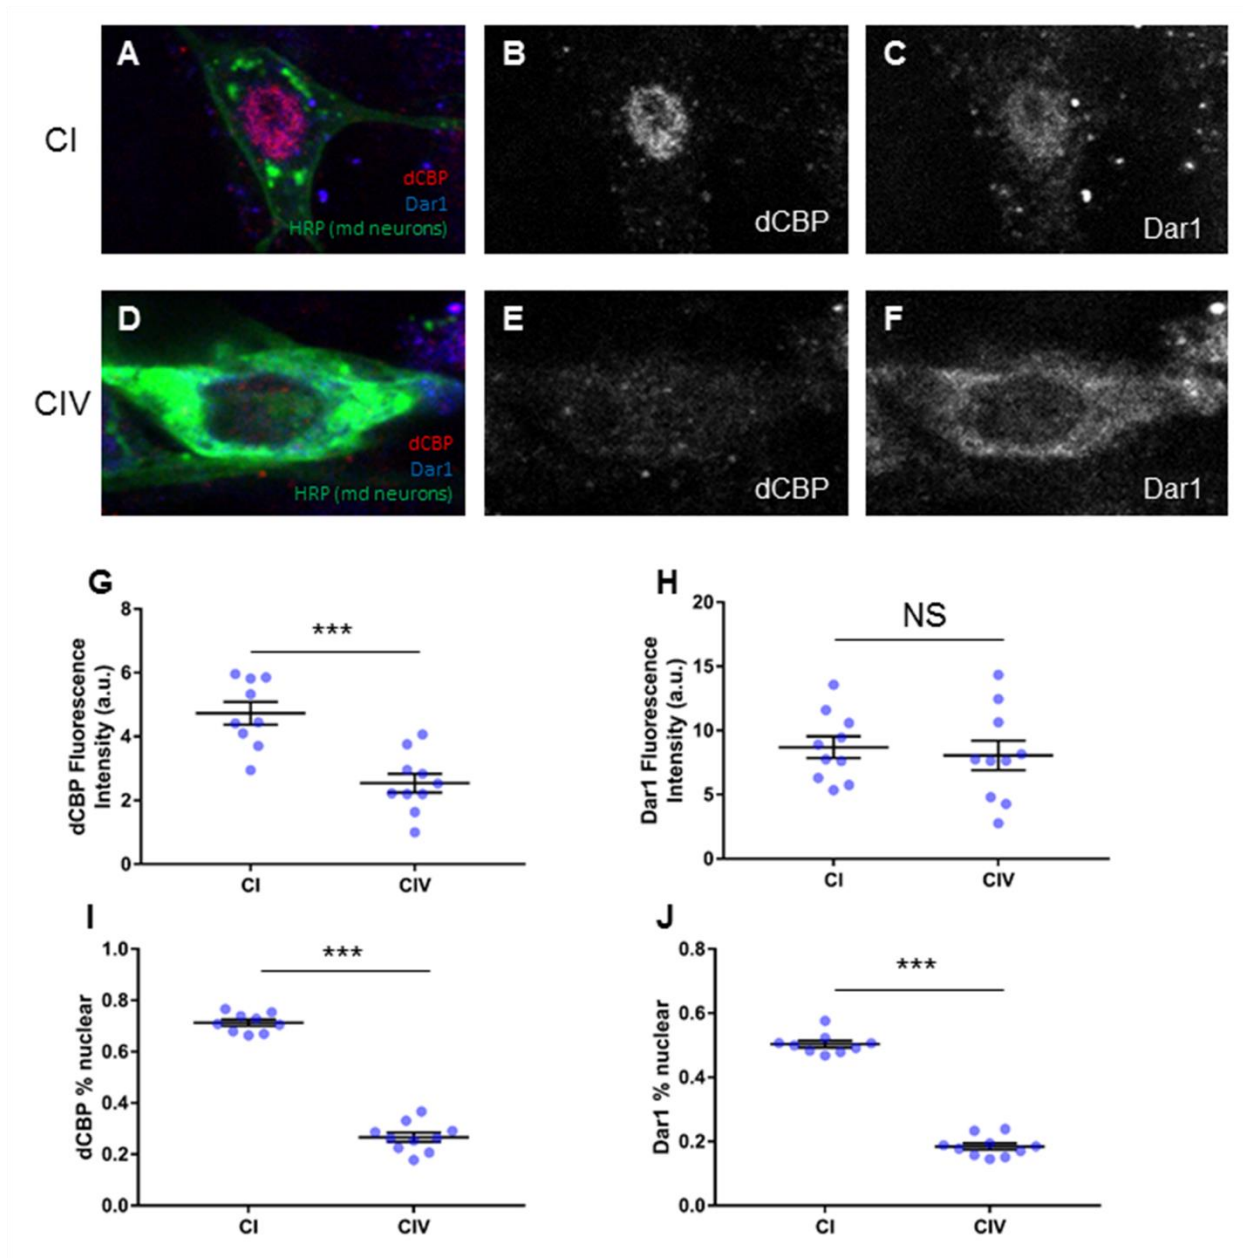 A
B
C
CI
dCBP
Dar1
HRP (md neurons)
dCBP
Dar1
D
E
F
CIV
dCBP
Dar1
HRP (md neurons)
dCBP
Dar1
G
dCBP Fluorescence
Intensity (a.u.)
8
6
4
2
0
***
CI
CIV
H
Dar1 Fluorescence
Intensity (a.u.)
20
15
10
5
0
NS
CI
CIV
I
dCBP % nuclear
1.0
0.8
0.6
0.4
0.2
0.0
***
CI
CIV
J
Dar1 % nuclear
0.8
0.6
0.4
0.2
0.0
***
CI
CIV